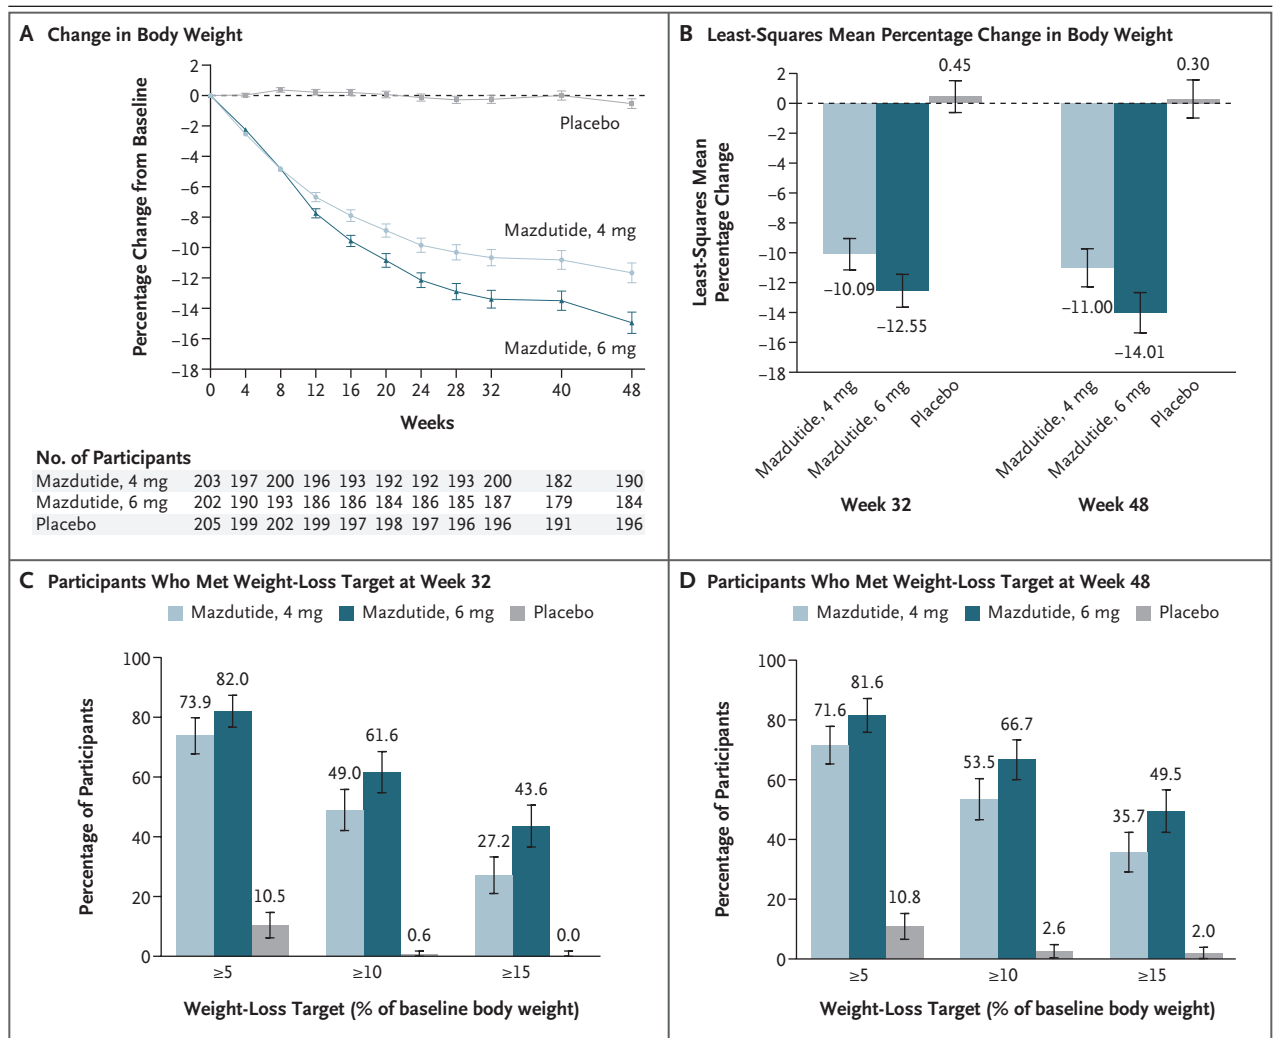 A Change in Body Weight
Percentage Change from Baseline
2
0
−2
−4
−6
−8
−10
−12
−14
−16
−18
Placebo
Mazdutide, 4 mg
Mazdutide, 6 mg
0 4 8 12 16 20 24 28 32 40 48
Weeks
No. of Participants
Mazdutide, 4 mg 203 197 200 196 193 192 192 193 200 182 190
Mazdutide, 6 mg 202 190 193 186 186 184 186 185 187 179 184
Placebo 205 199 202 199 197 198 197 196 196 191 196
B Least-Squares Mean Percentage Change in Body Weight
Least-Squares Mean
Percentage Change
2
0
−2
−4
−6
−8
−10
−12
−14
−16
−18
0.45
0.30
−10.09
−12.55
−11.00
−14.01
Mazdutide, 4 mg
Mazdutide, 6 mg
Placebo
Mazdutide, 4 mg
Mazdutide, 6 mg
Placebo
Week 32
Week 48
C Participants Who Met Weight-Loss Target at Week 32
Mazdutide, 4 mg Mazdutide, 6 mg Placebo
Percentage of Participants
100
80
60
40
20
0
73.9
82.0
10.5
49.0
61.6
0.6
27.2
43.6
0.0
≥5 ≥10 ≥15
Weight-Loss Target (% of baseline body weight)
D Participants Who Met Weight-Loss Target at Week 48
Mazdutide, 4 mg Mazdutide, 6 mg Placebo
Percentage of Participants
100
80
60
40
20
0
71.6
81.6
10.8
53.5
66.7
2.6
35.7
49.5
2.0
≥5 ≥10 ≥15
Weight-Loss Target (% of baseline body weight)